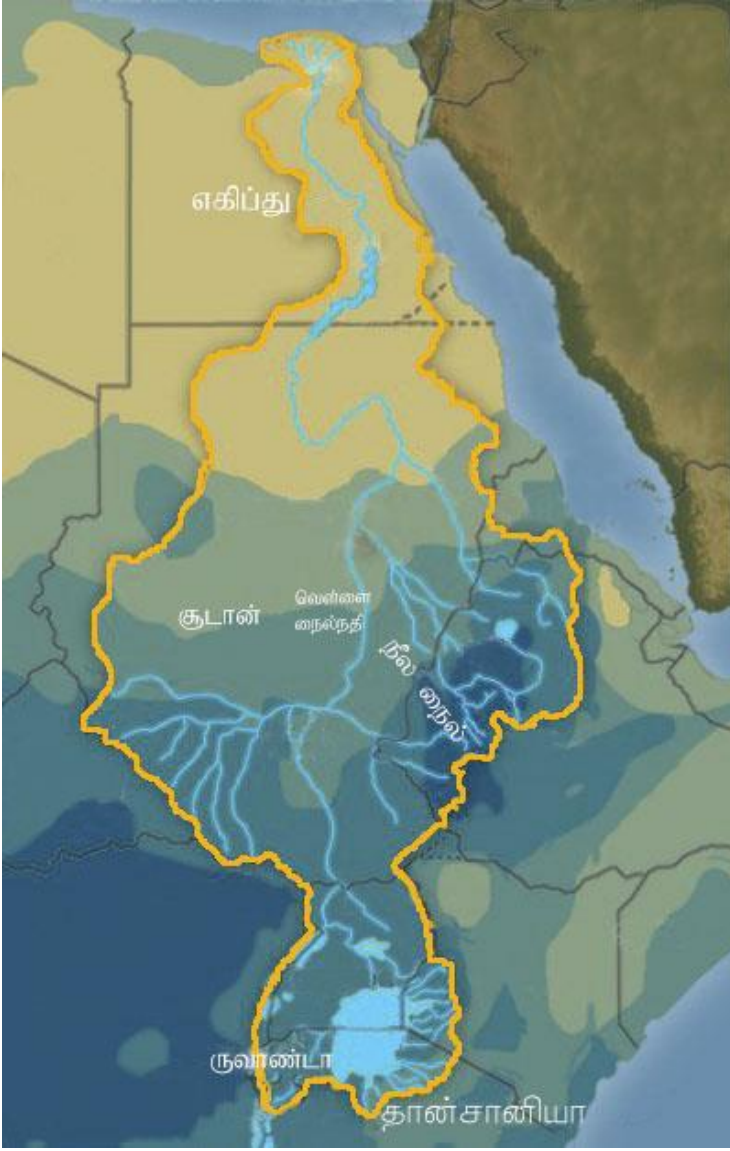 எகிப்து
சூடான்
வெள்ளை
நைல்நதி
நீல நைல்
ருவாண்டா
தான்சானியா